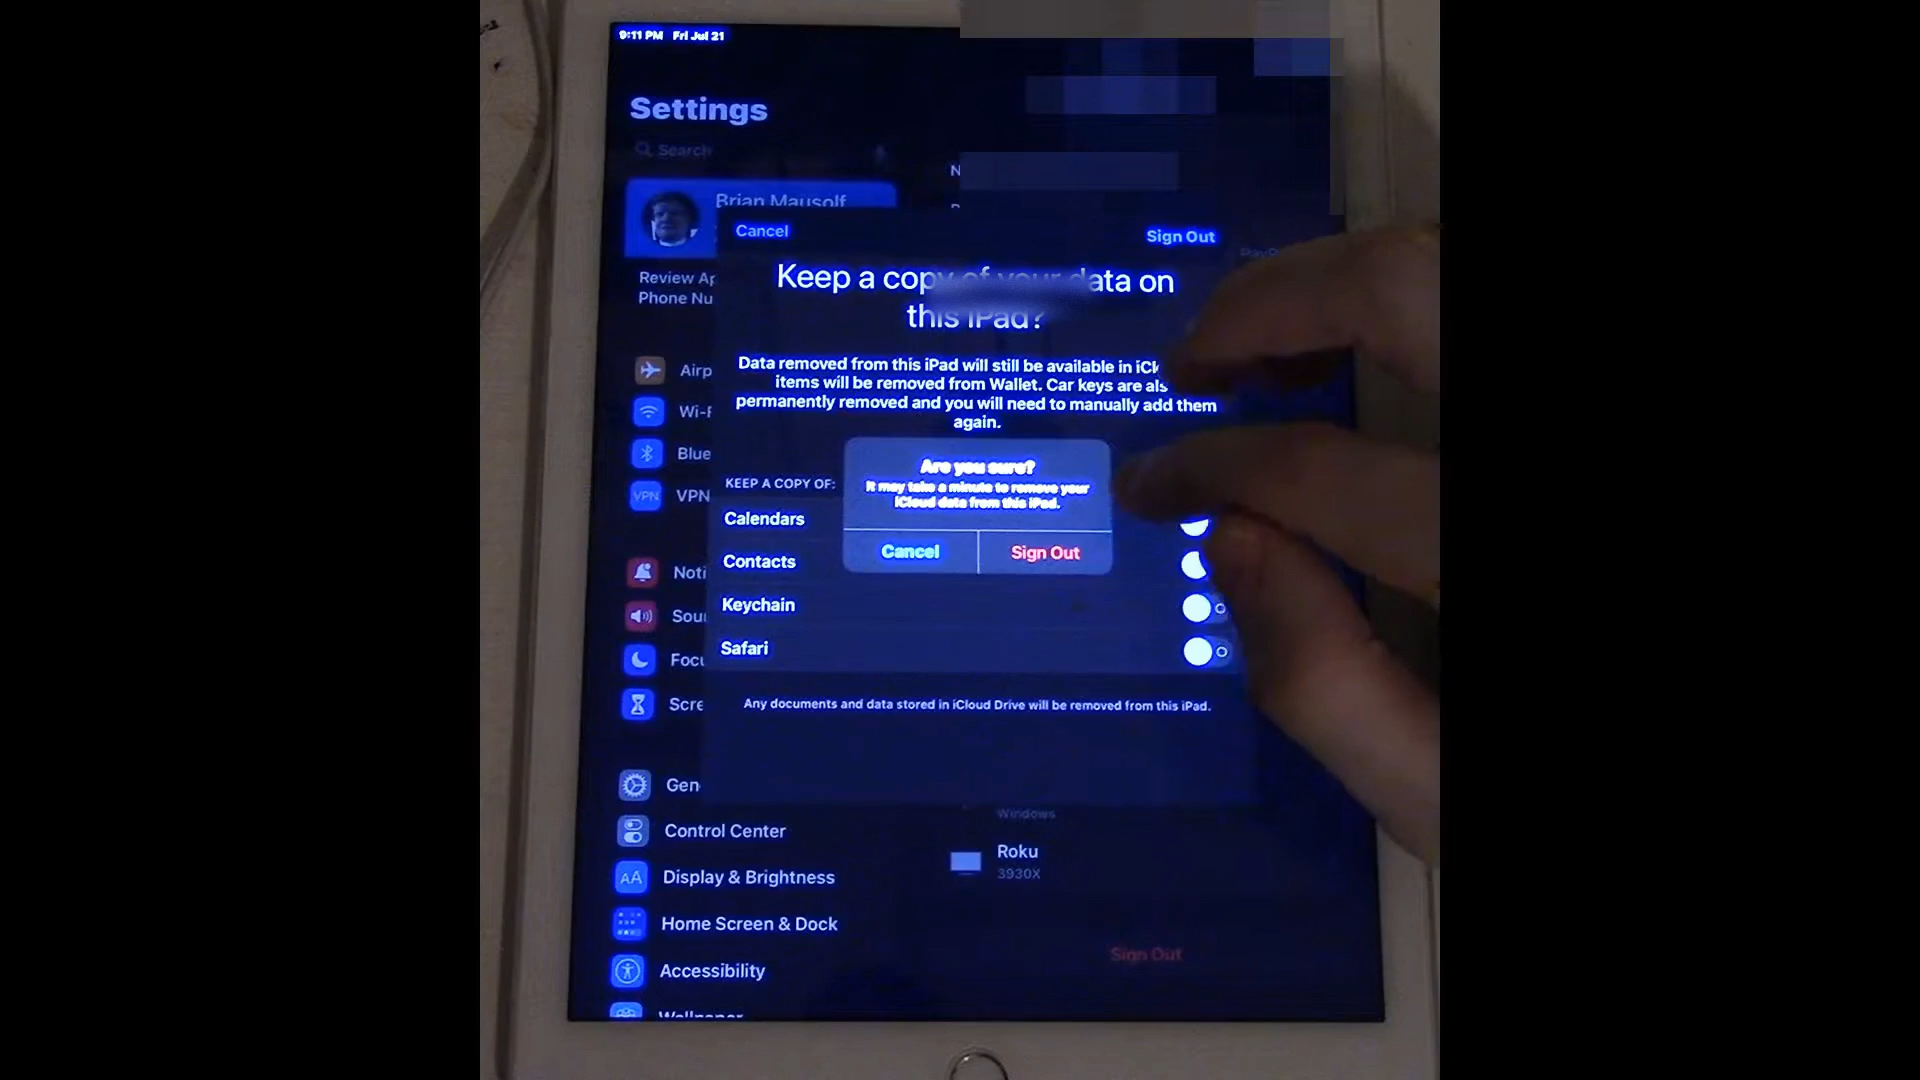 9:11 PM Fri Jul 21
Settings
Search
Brian Mausolf
Review Ap
Phone Nu
Cancel
Sign Out
Keep a copy of your data on
this iPad?
Data removed from this iPad will still be available in iCl
items will be removed from Wallet. Car keys are als
permanently removed and you will need to manually add them
again.
Are you sure?
It may take a minute to remove your
iCloud data from this iPad.
Cancel
Sign Out
KEEP A COPY OF:
Calendars
Contacts
Keychain
Safari
Any documents and data stored in iCloud Drive will be removed from this iPad.
Airp
Wi-F
Blue
VPN
VPN
Noti
Sou
Focu
Scre
Gen
Control Center
AA
Display & Brightness
Home Screen & Dock
Accessibility
Wallpaper
Windows
Roku
3930X
Sign Out